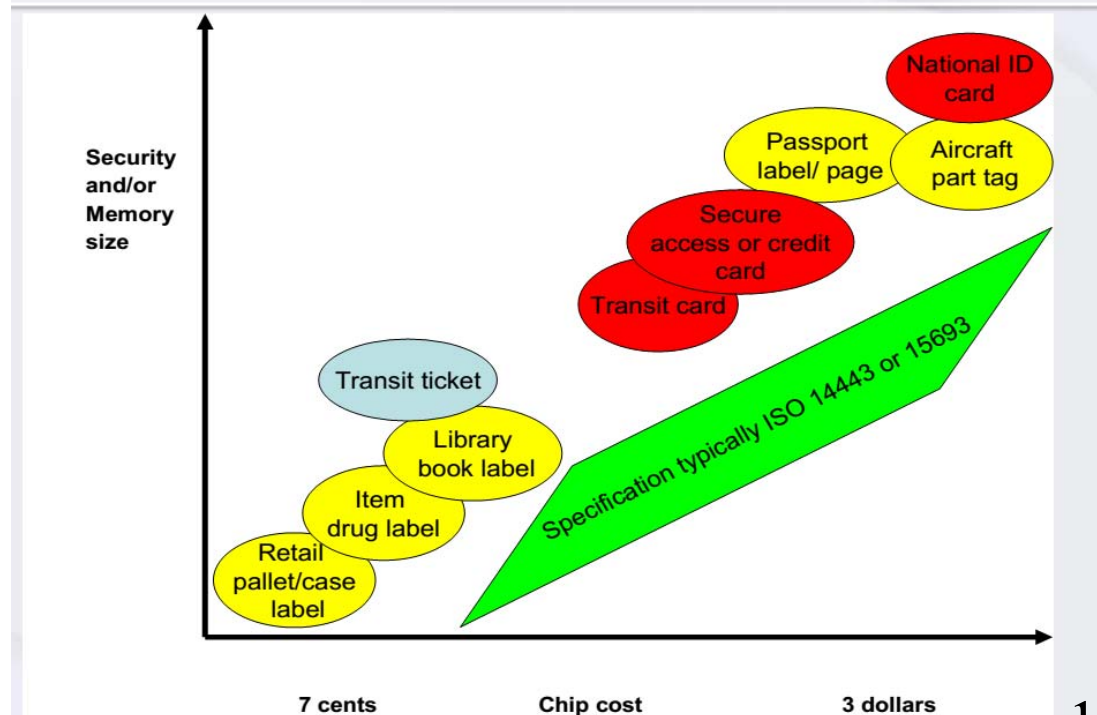 National ID
card
Passport
label/ page
Aircraft
part tag
Security
and/or
Memory
size
Secure
access or credit
card
Transit card
Transit ticket
Library
book label
Item
drug label
Retail
pallet/case
label
Specification typically ISO 14443 or 15693
7 cents
Chip cost
3 dollars
1